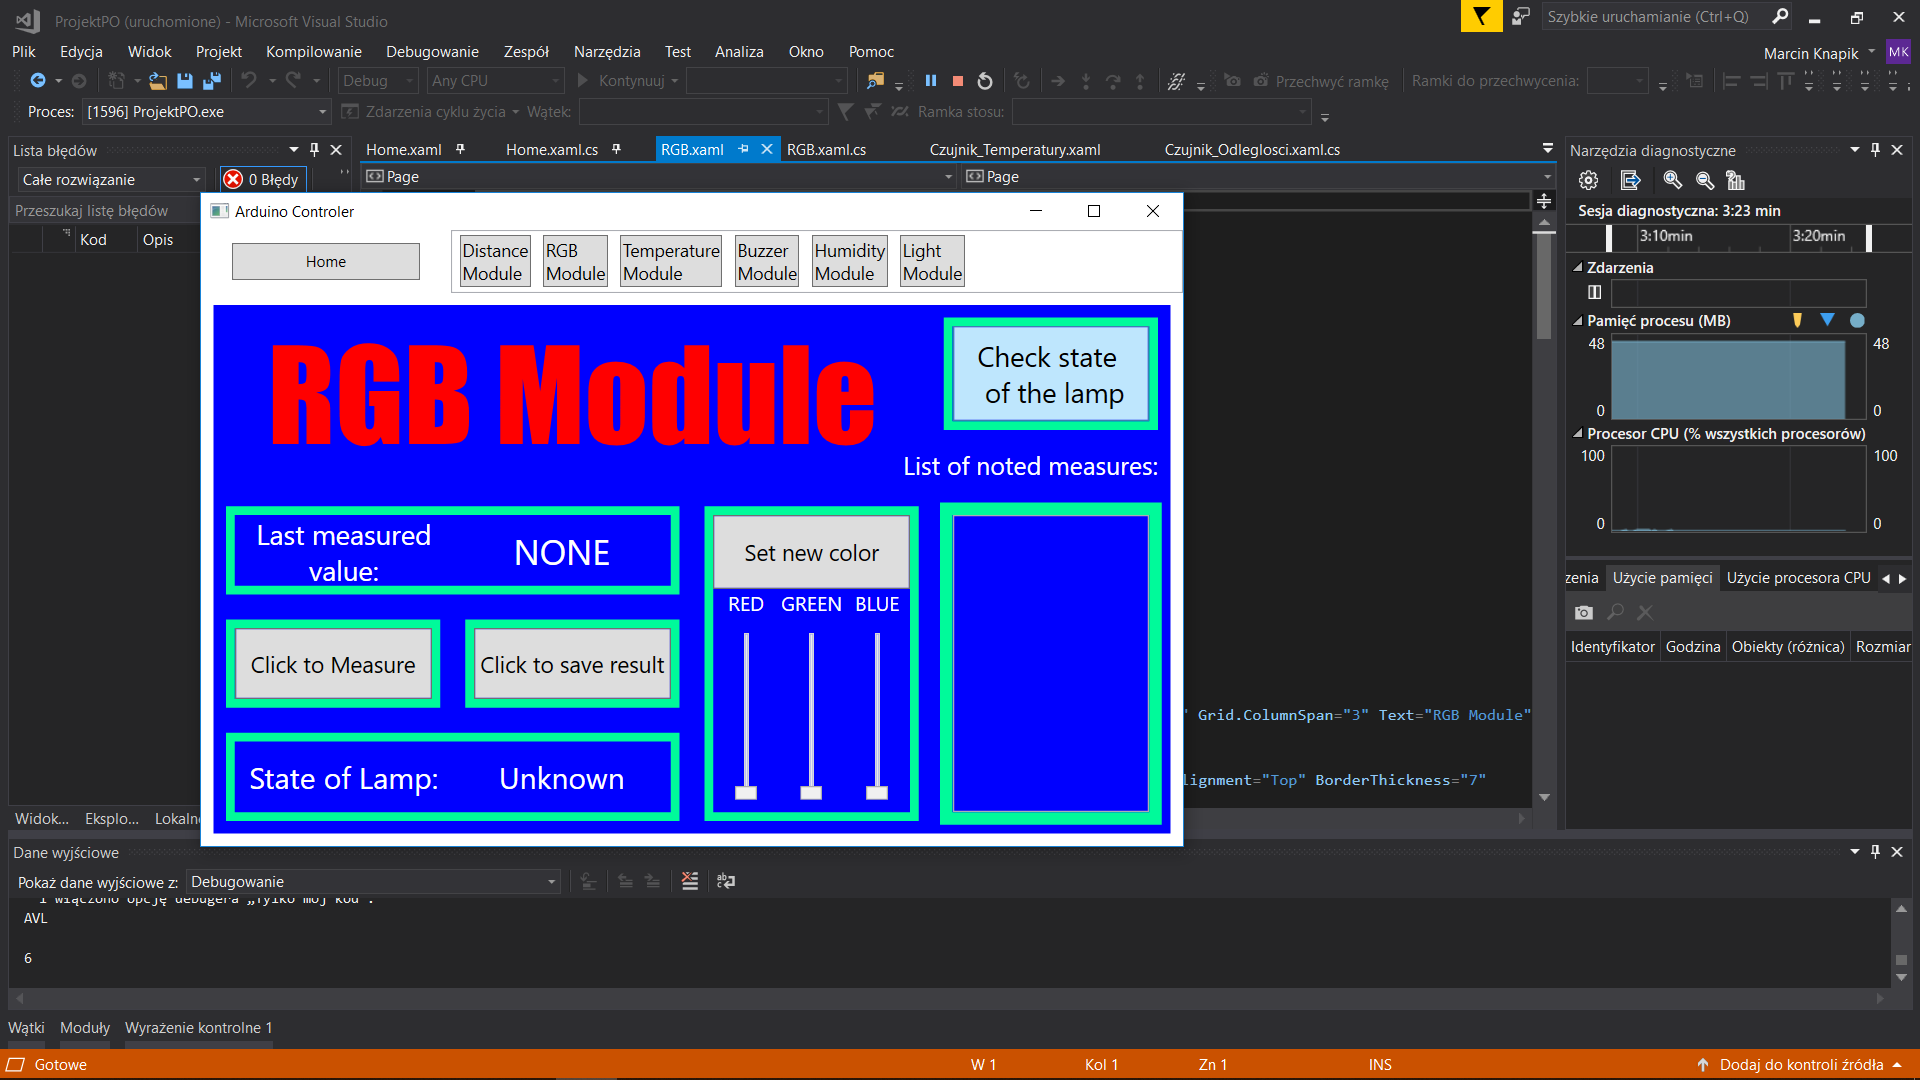 ProjektPO (uruchomione) - Microsoft Visual Studio
Szybkie uruchamianie (Ctrl+Q)
Plik Edycja Widok Projekt Kompilowanie Debugowanie Zespół Narzędzia Test Analiza Okno Pomoc
Marcin Knapik MK
Debug Any CPU Kontynuuj Przechwyć ramkę Ramki do przechwycenia:
Proces: [1596] ProjektPO.exe Zdarzenia cyklu życia Wątek: Ramka stosu:
Lista błędów
Home.xaml Home.xaml.cs RGB.xaml RGB.xaml.cs Czujnik_Temperatury.xaml Czujnik_Odleglosci.xaml.cs
Narzędzia diagnostyczne
Całe rozwiązanie 0 Błędy
Page Page
Przeszukaj listę błędów
Kod Opis
Sesja diagnostyczna: 3:23 min
3:10min 3:20min
Zdarzenia
Pamięć procesu (MB)
48 48
0 0
Procesor CPU (% wszystkich procesorów)
100 100
0 0
zenia Użycie pamięci Użycie procesora CPU
Identyfikator Godzina Obiekty (różnica) Rozmiar
Arduino Controler
Home
Distance Module
RGB Module
Temperature Module
Buzzer Module
Humidity Module
Light Module
RGB Module
Check state
of the lamp
List of noted measures:
Last measured
value:
NONE
Set new color
RED GREEN BLUE
Click to Measure
Click to save result
State of Lamp: Unknown
" Grid.ColumnSpan="3" Text="RGB Module"
lignment="Top" BorderThickness="7"
Widok... Eksplo... Lokaln
Dane wyjściowe
Pokaż dane wyjściowe z: Debugowanie
i włączono opcję debugera „Tylko mój kod”.
AVL
6
Wątki Moduły Wyrażenie kontrolne 1
Gotowe
W 1 Kol 1 Zn 1 INS
Dodaj do kontroli źródła